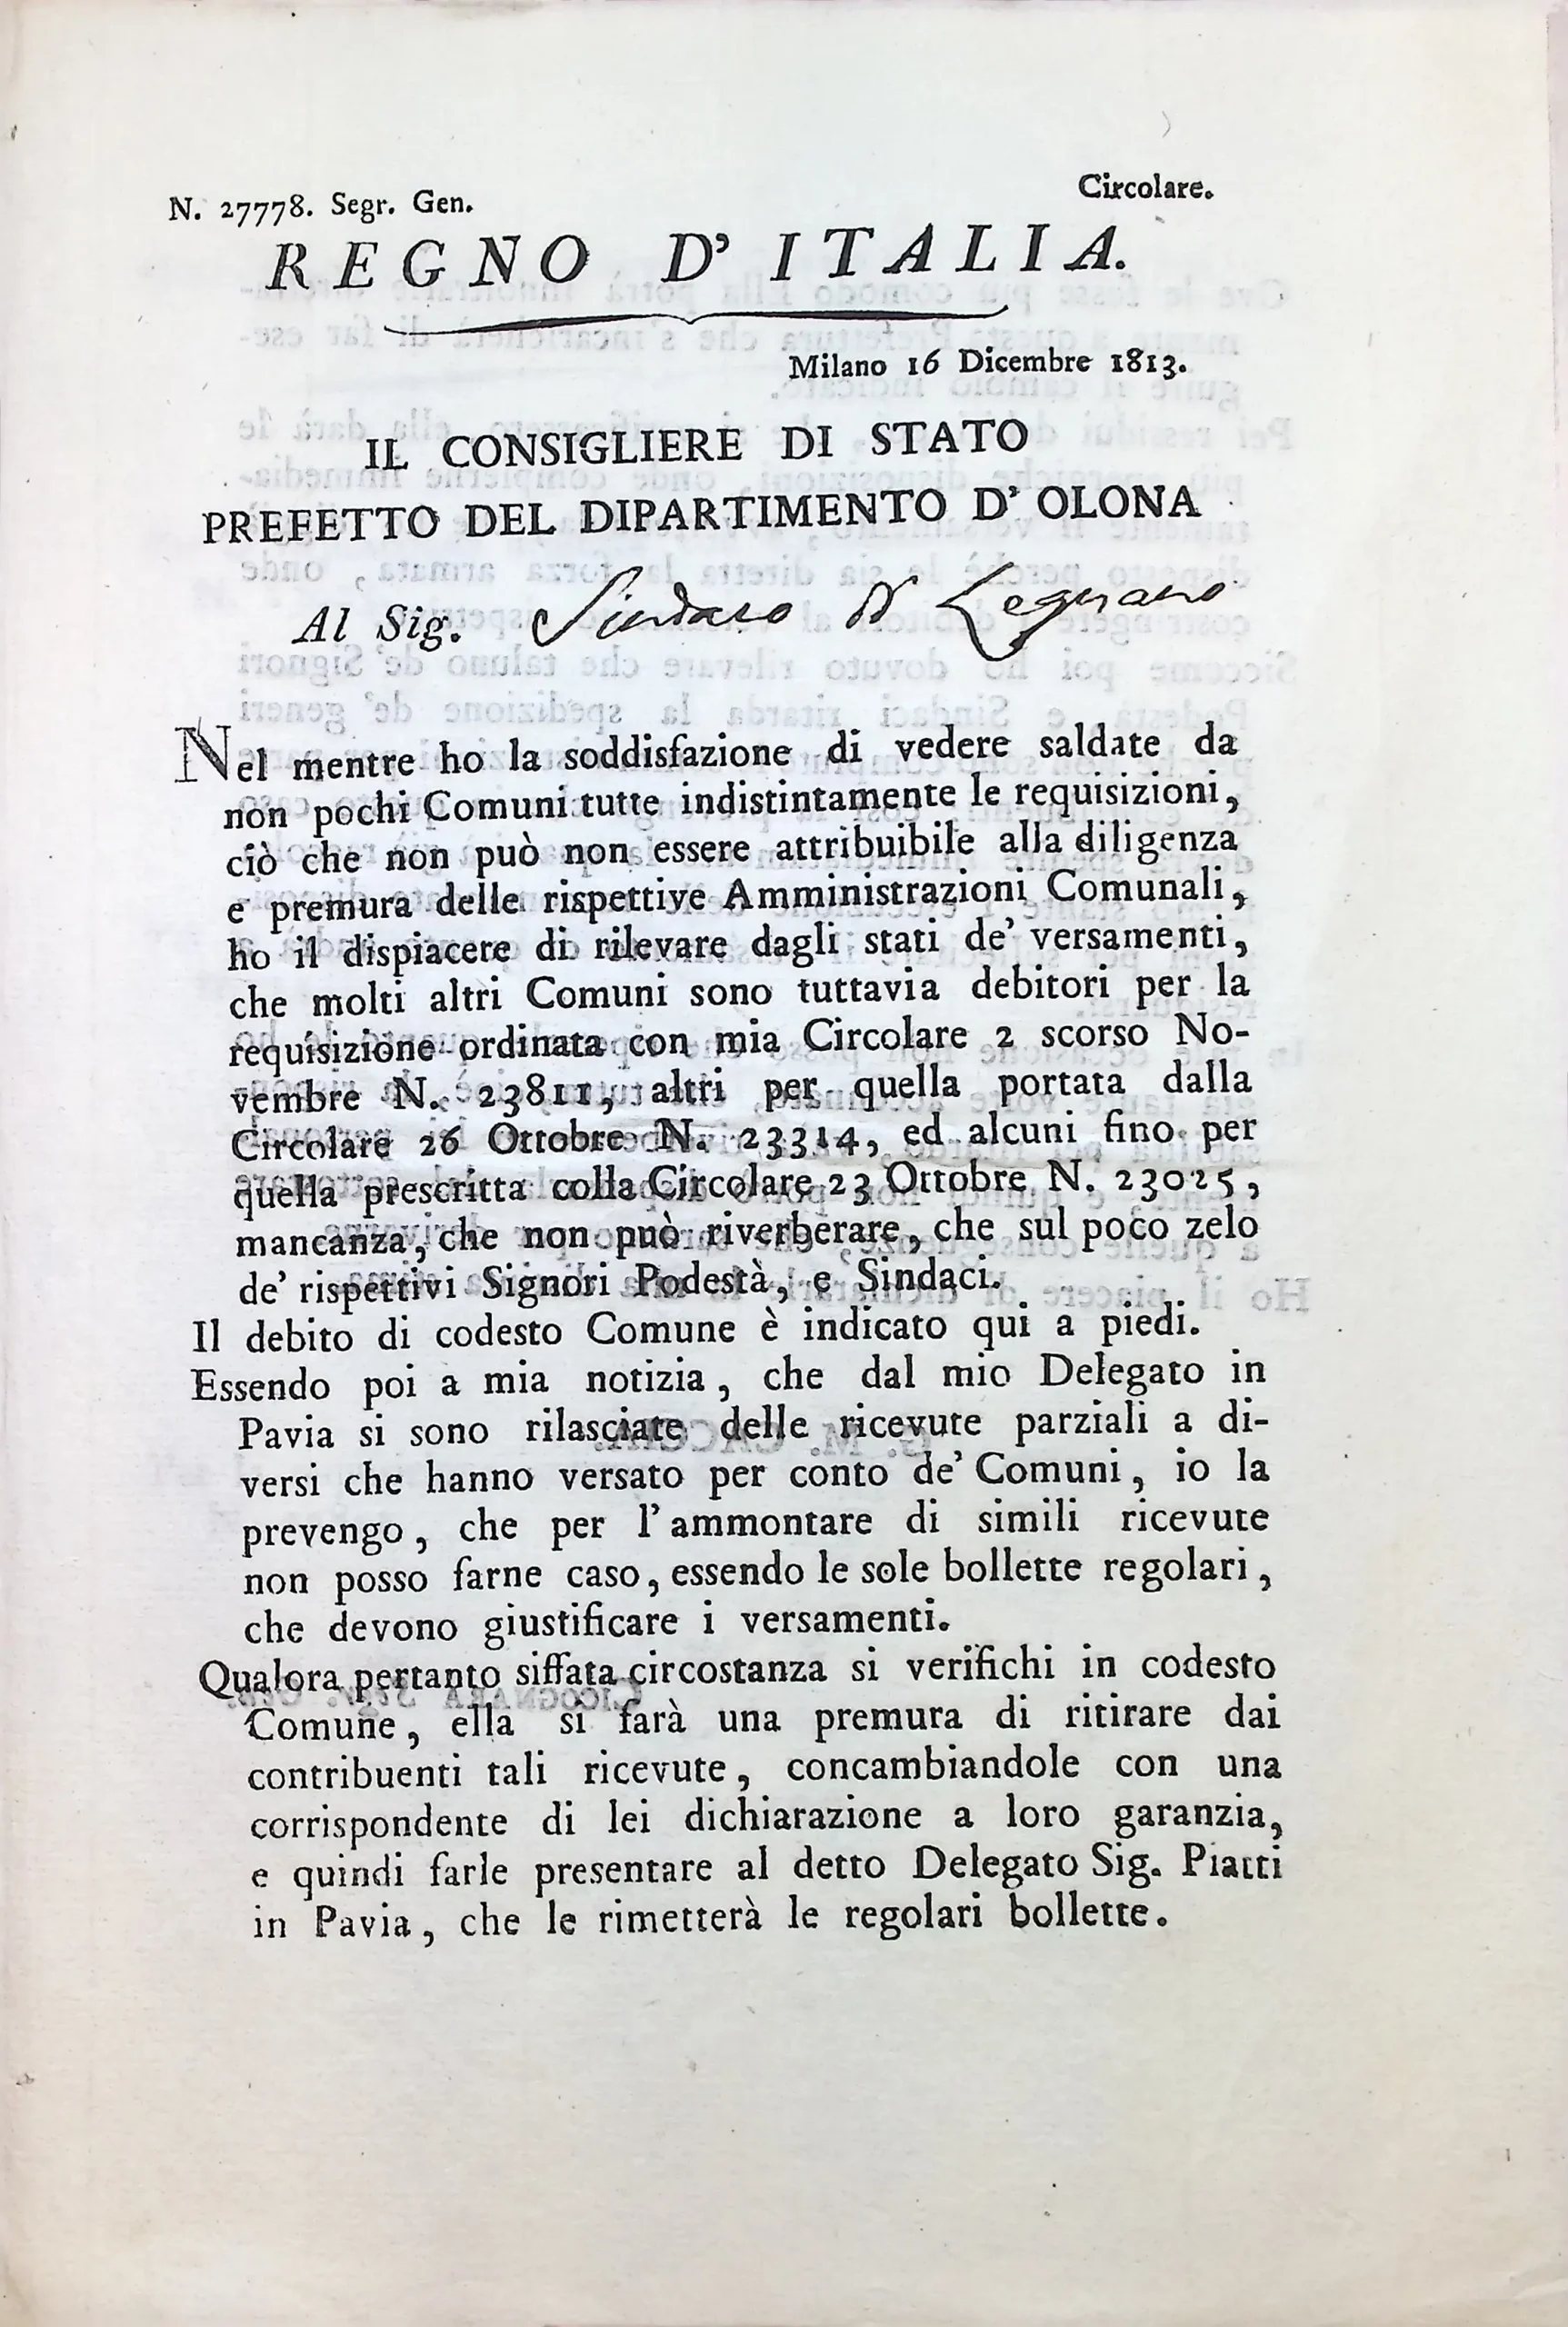 N. 27778. Segr. Gen.
Circolare.
REGNO D' ITALIA.
Milano 16 Dicembre 1813.
IL CONSIGLIERE DI STATO
PREFETTO DEL DIPARTIMENTO D' OLONA
Al Sig. Sindaco di Legnano
Nel mentre ho la soddisfazione di vedere saldate da
non pochi Comuni tutte indistintamente le requisizioni,
ciò che non può non essere attribuibile alla diligenza
e premura delle rispettive Amministrazioni Comunali,
ho il dispiacere di rilevare dagli stati de' versamenti,
che molti altri Comuni sono tuttavia debitori per la
requisizione ordinata con mia Circolare 2 scorso No-
vembre N. 23811, altri per quella portata dalla
Circolare 26 Ottobre N. 23314, ed alcuni fino per
quella prescritta colla Circolare 23 Ottobre N. 23025,
mancanza, che non può riverberare, che sul poco zelo
de' rispettivi Signori Podestà, e Sindaci.
Il debito di codesto Comune è indicato qui a piedi.
Essendo poi a mia notizia, che dal mio Delegato in
Pavia si sono rilasciate delle ricevute parziali a di-
versi che hanno versato per conto de' Comuni, io la
prevengo, che per l' ammontare di simili ricevute
non posso farne caso, essendo le sole bollette regolari,
che devono giustificare i versamenti.
Qualora pertanto siffata circostanza si verifichi in codesto
Comune, ella si farà una premura di ritirare dai
contribuenti tali ricevute, concambiandole con una
corrispondente di lei dichiarazione a loro garanzia,
e quindi farle presentare al detto Delegato Sig. Piatti
in Pavia, che le rimetterà le regolari bollette.